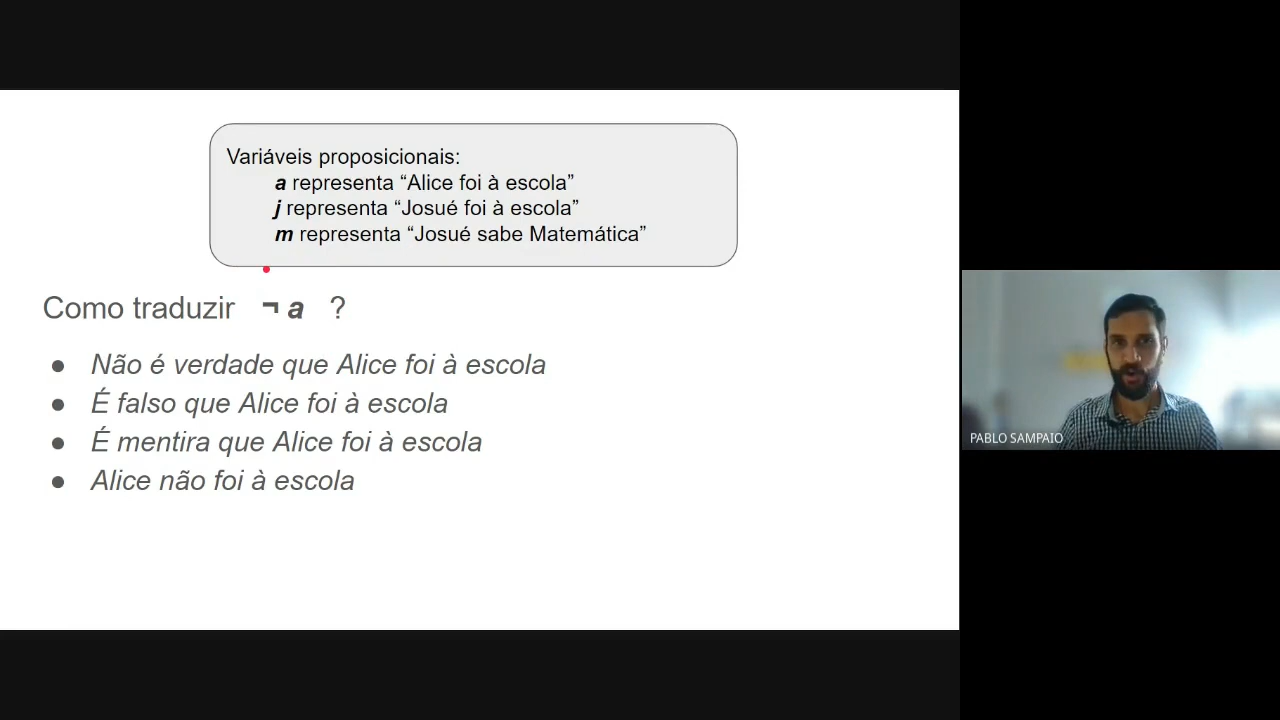 Variáveis proposicionais:
a representa “Alice foi à escola”
j representa “Josué foi à escola”
m representa “Josué sabe Matemática”
Como traduzir ¬ a ?
● Não é verdade que Alice foi à escola
● É falso que Alice foi à escola
● É mentira que Alice foi à escola
● Alice não foi à escola
PABLO SAMPAIO